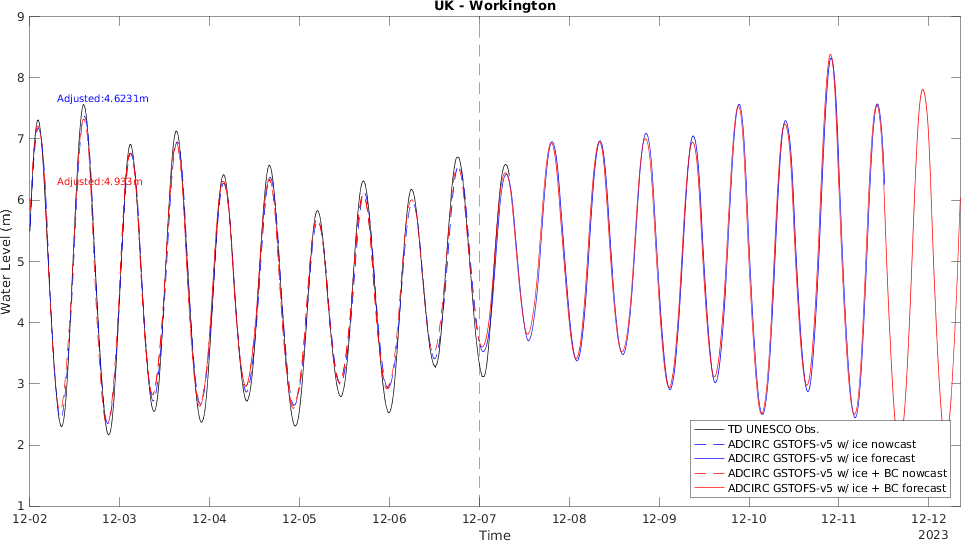 UK - Workington
9
8
7
6
5
4
3
2
1
Water Level (m)
Adjusted:4.6231m
Adjusted:4.933m
TD UNESCO Obs.
ADCIRC GSTOFS-v5 w/ ice nowcast
ADCIRC GSTOFS-v5 w/ ice forecast
ADCIRC GSTOFS-v5 w/ ice + BC nowcast
ADCIRC GSTOFS-v5 w/ ice + BC forecast
12-02 12-03 12-04 12-05 12-06 12-07 12-08 12-09 12-10 12-11 12-12
Time
2023